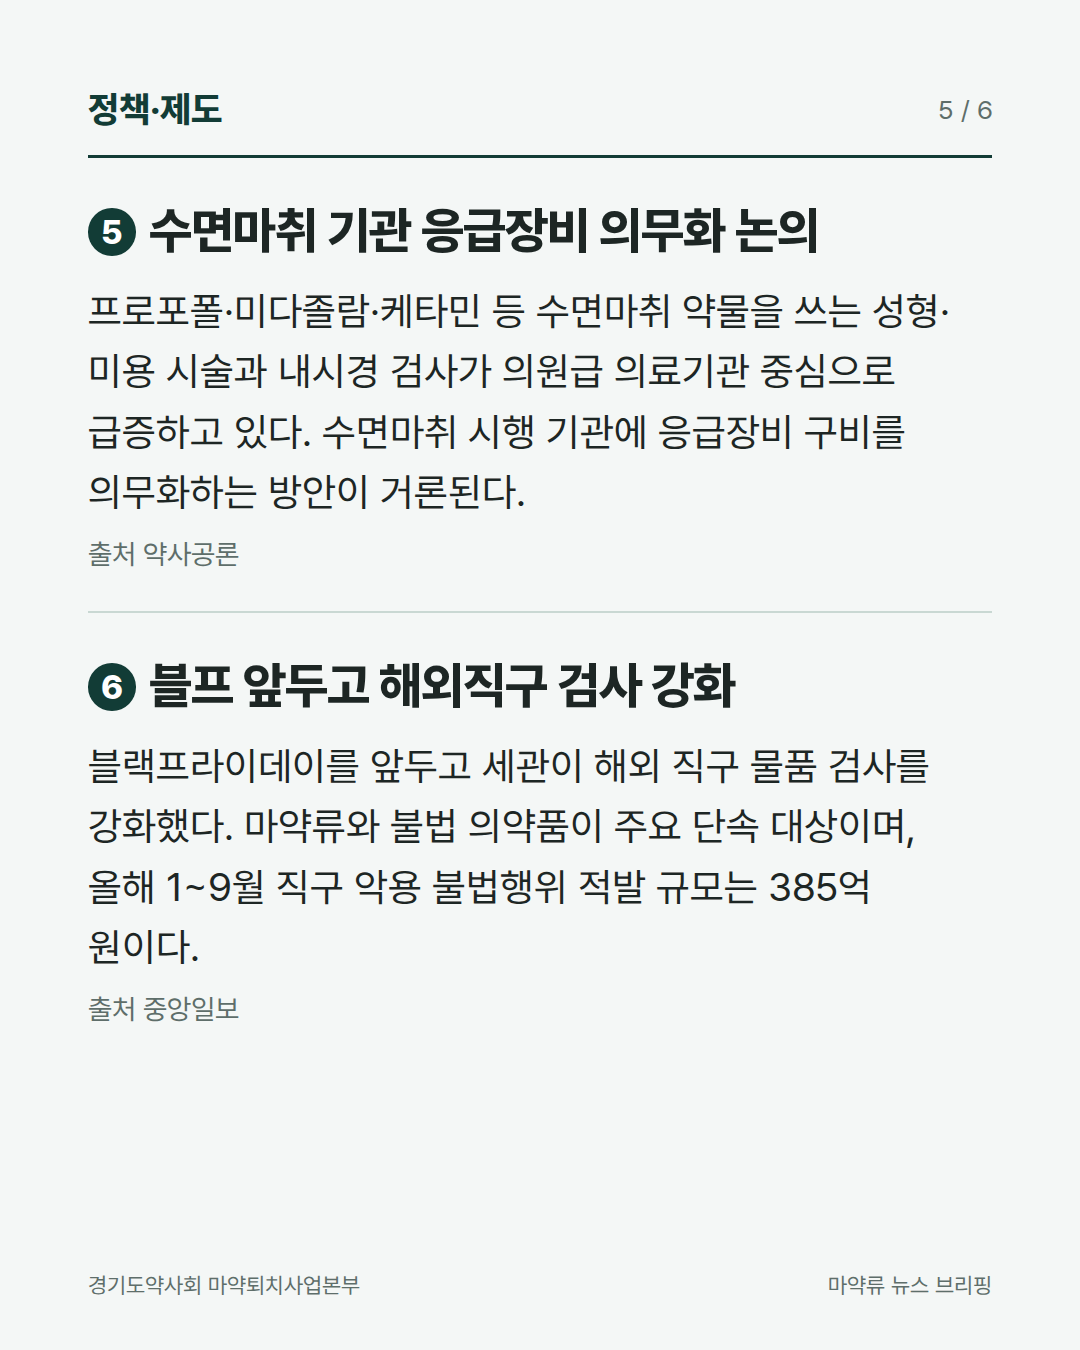 정책·제도
5 / 6
5 수면마취 기관 응급장비 의무화 논의
프로포폴·미다졸람·케타민 등 수면마취 약물을 쓰는 성형·
미용 시술과 내시경 검사가 의원급 의료기관 중심으로
급증하고 있다. 수면마취 시행 기관에 응급장비 구비를
의무화하는 방안이 거론된다.
출처 약사공론
6 블프 앞두고 해외직구 검사 강화
블랙프라이데이를 앞두고 세관이 해외 직구 물품 검사를
강화했다. 마약류와 불법 의약품이 주요 단속 대상이며,
올해 1~9월 직구 악용 불법행위 적발 규모는 385억
원이다.
출처 중앙일보
경기도약사회 마약퇴치사업본부
마약류 뉴스 브리핑